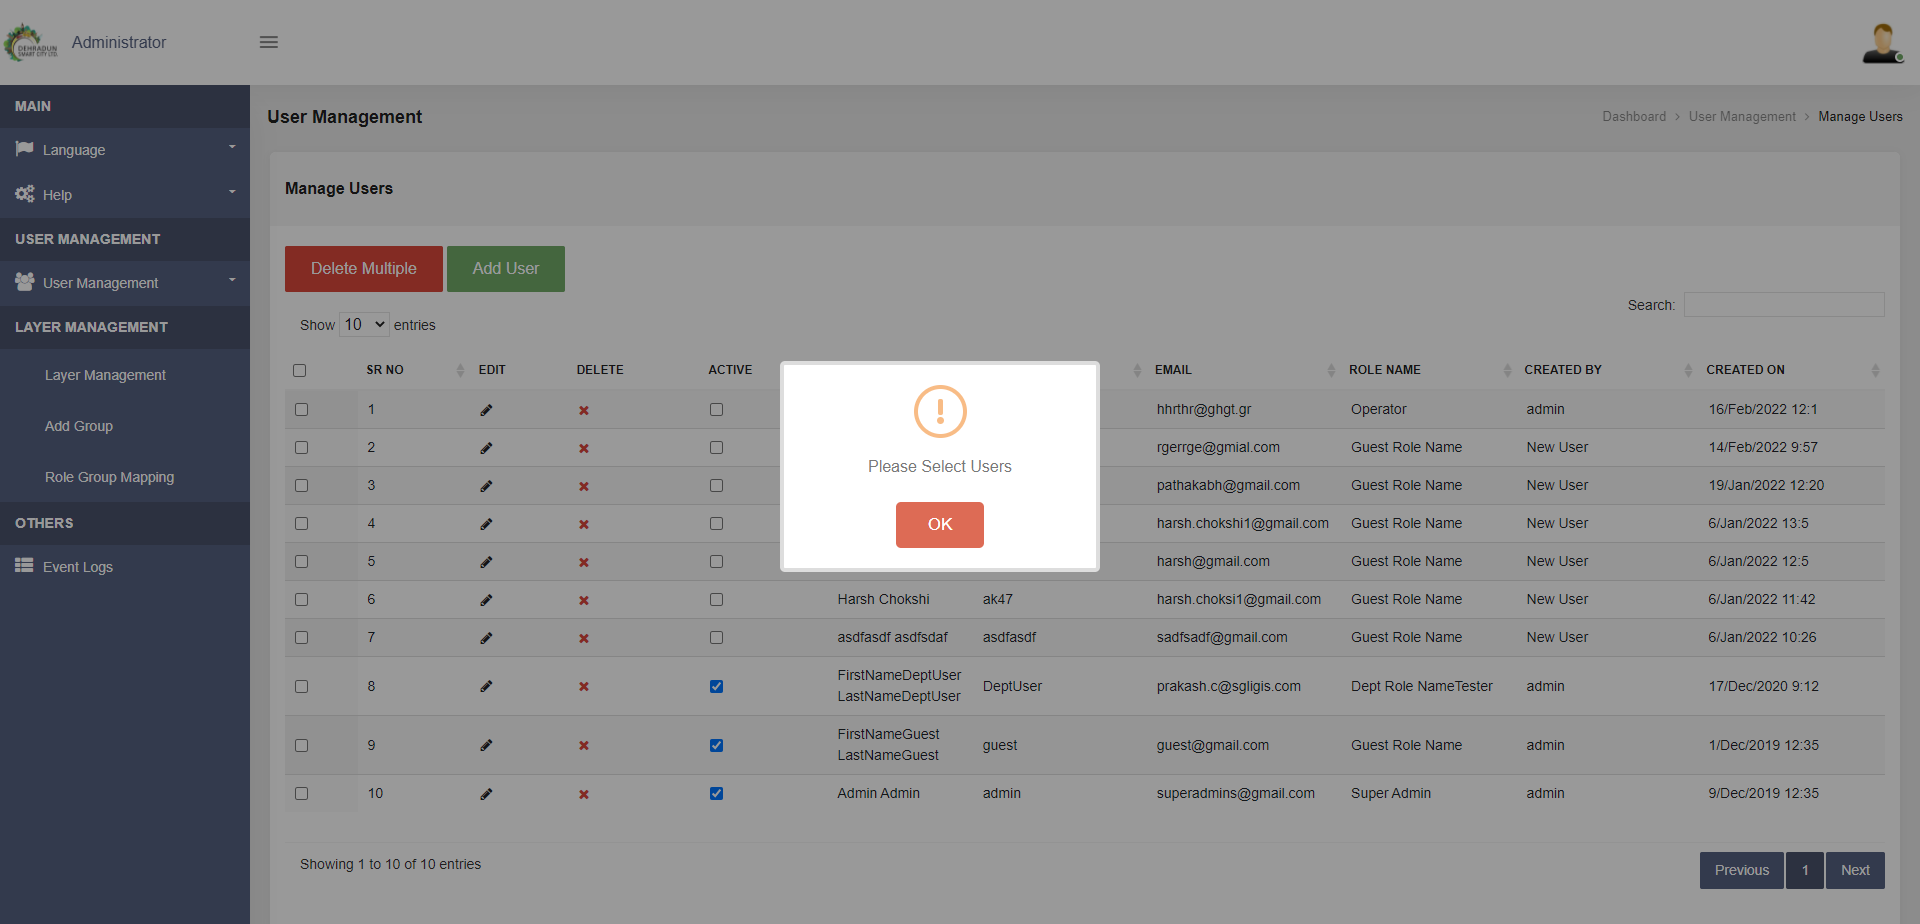 DEHRADUN
SMART CITY LTD.
Administrator
MAIN
Language
Help
USER MANAGEMENT
User Management
LAYER MANAGEMENT
Layer Management
Add Group
Role Group Mapping
OTHERS
Event Logs
User Management
Dashboard > User Management > Manage Users
Manage Users
Delete Multiple
Add User
Search:
Show 10 entries
SR NO EDIT DELETE ACTIVE EMAIL ROLE NAME CREATED BY CREATED ON
1 hhrthr@ghgt.gr Operator admin 16/Feb/2022 12:1
2 rgerrge@gmial.com Guest Role Name New User 14/Feb/2022 9:57
3 pathakabh@gmail.com Guest Role Name New User 19/Jan/2022 12:20
4 harsh.chokshi1@gmail.com Guest Role Name New User 6/Jan/2022 13:5
5 harsh@gmail.com Guest Role Name New User 6/Jan/2022 12:5
6 Harsh Chokshi ak47 harsh.choksi1@gmail.com Guest Role Name New User 6/Jan/2022 11:42
7 asdfasdf asdfsdaf asdfasdf sadfsadf@gmail.com Guest Role Name New User 6/Jan/2022 10:26
8 FirstNameDeptUser LastNameDeptUser DeptUser prakash.c@sgligis.com Dept Role NameTester admin 17/Dec/2020 9:12
9 FirstNameGuest LastNameGuest guest guest@gmail.com Guest Role Name admin 1/Dec/2019 12:35
10 Admin Admin admin superadmins@gmail.com Super Admin admin 9/Dec/2019 12:35
Please Select Users
OK
Showing 1 to 10 of 10 entries
Previous 1 Next